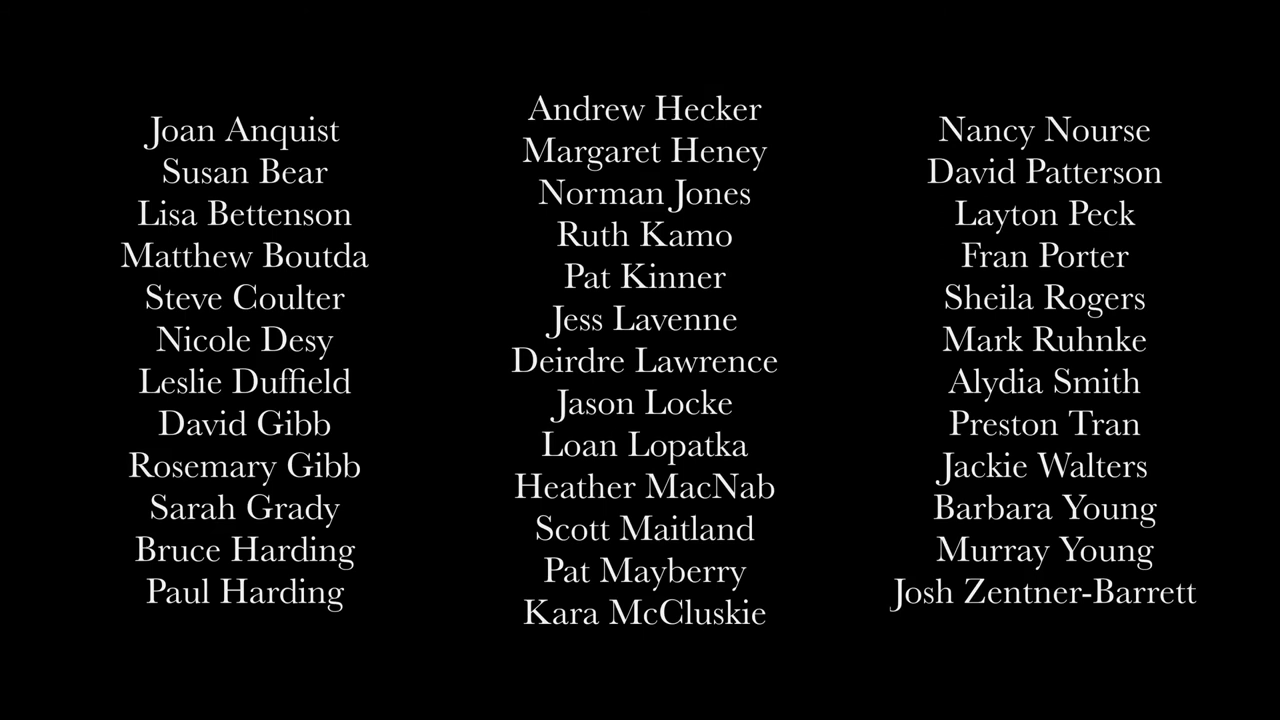 Joan Anquist
Susan Bear
Lisa Bettenson
Matthew Boutda
Steve Coulter
Nicole Desy
Leslie Duffield
David Gibb
Rosemary Gibb
Sarah Grady
Bruce Harding
Paul Harding
Andrew Hecker
Margaret Heney
Norman Jones
Ruth Kamo
Pat Kinner
Jess Lavenne
Deirdre Lawrence
Jason Locke
Loan Lopatka
Heather MacNab
Scott Maitland
Pat Mayberry
Kara McCluskie
Nancy Nourse
David Patterson
Layton Peck
Fran Porter
Sheila Rogers
Mark Ruhnke
Alydia Smith
Preston Tran
Jackie Walters
Barbara Young
Murray Young
Josh Zentner-Barrett